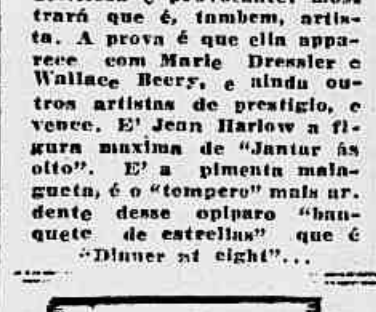 trará que é, tambem, artis-
ta. A prova é que ella appa-
rece com Marie Dressler e
Wallace Beery, e ainda ou-
tros artistas de prestigio, e
vence. E' Jean Harlow a fi-
gura maxima de "Jantar ás
oito". E' a pimenta mala-
gueta, é o "tempero" mais ar-
dente desse opiparo "ban-
quete de estrellas" que é
"Dinner at eight"...